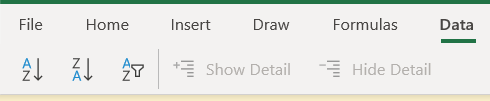 File Home Insert Draw Formulas Data
A Z Z A A Z Show Detail Hide Detail